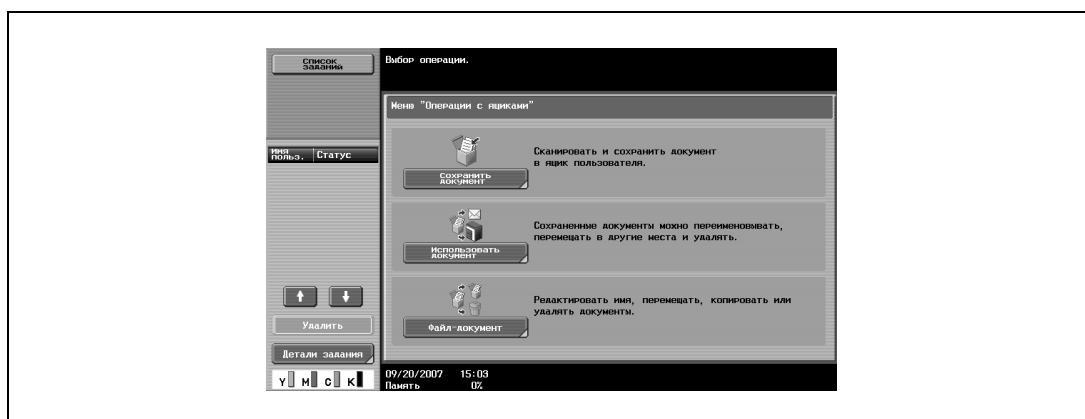 Список
заданий
Выбор операции.
Меню "Операции с ящиками"
Имя
польз.
Статус
Сканировать и сохранить документ
в ящик пользователя.
Сохранить
документ
Сохраненные документы можно переименовывать,
перемещать в другие места и удалять.
Использовать
документ
Редактировать имя, перемещать, копировать или
удалять документы.
Файл-документ
Удалить
Детали задания
Y M C K
09/20/2007 15:03
Память 0%